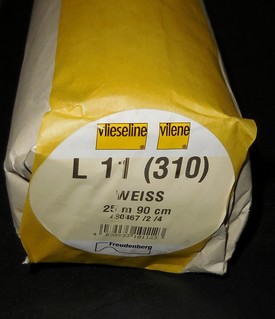 vlieseline vilene
L 11 (310)
WEISS
25 m 90 cm
Freudenberg